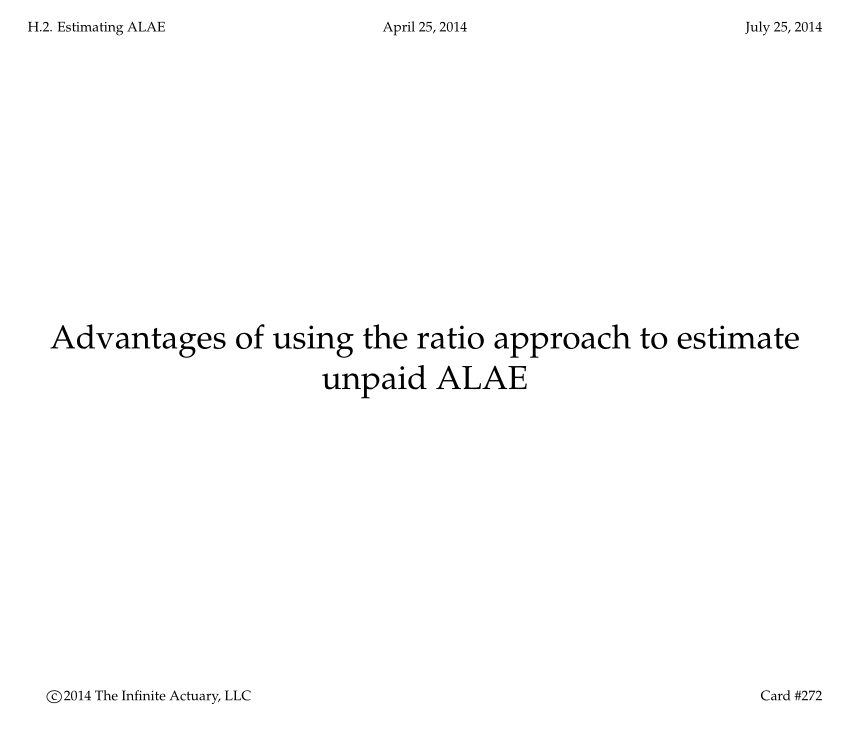 H.2. Estimating ALAE April 25, 2014 July 25, 2014
Advantages of using the ratio approach to estimate
unpaid ALAE
©2014 The Infinite Actuary, LLC Card #272